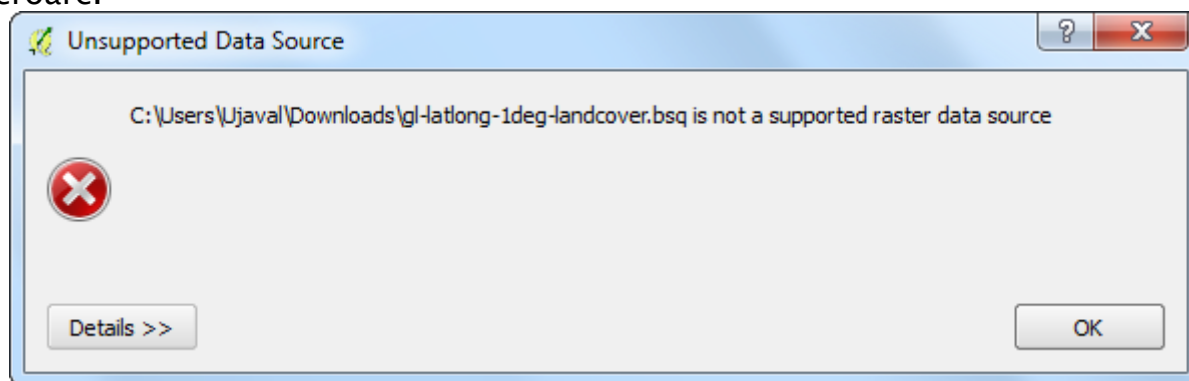 Unsupported Data Source
C:\Users\Ujaval\Downloads\gl-latlong-1deg-landcover.bsq is not a supported raster data source
Details >>
OK